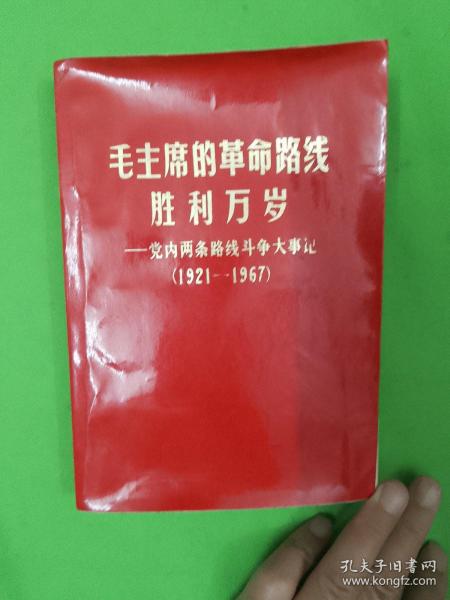 毛主席的革命路线
胜利万岁
——党内两条路线斗争大事记
(1921—1967)
孔夫子旧书网
www.kongfz.com